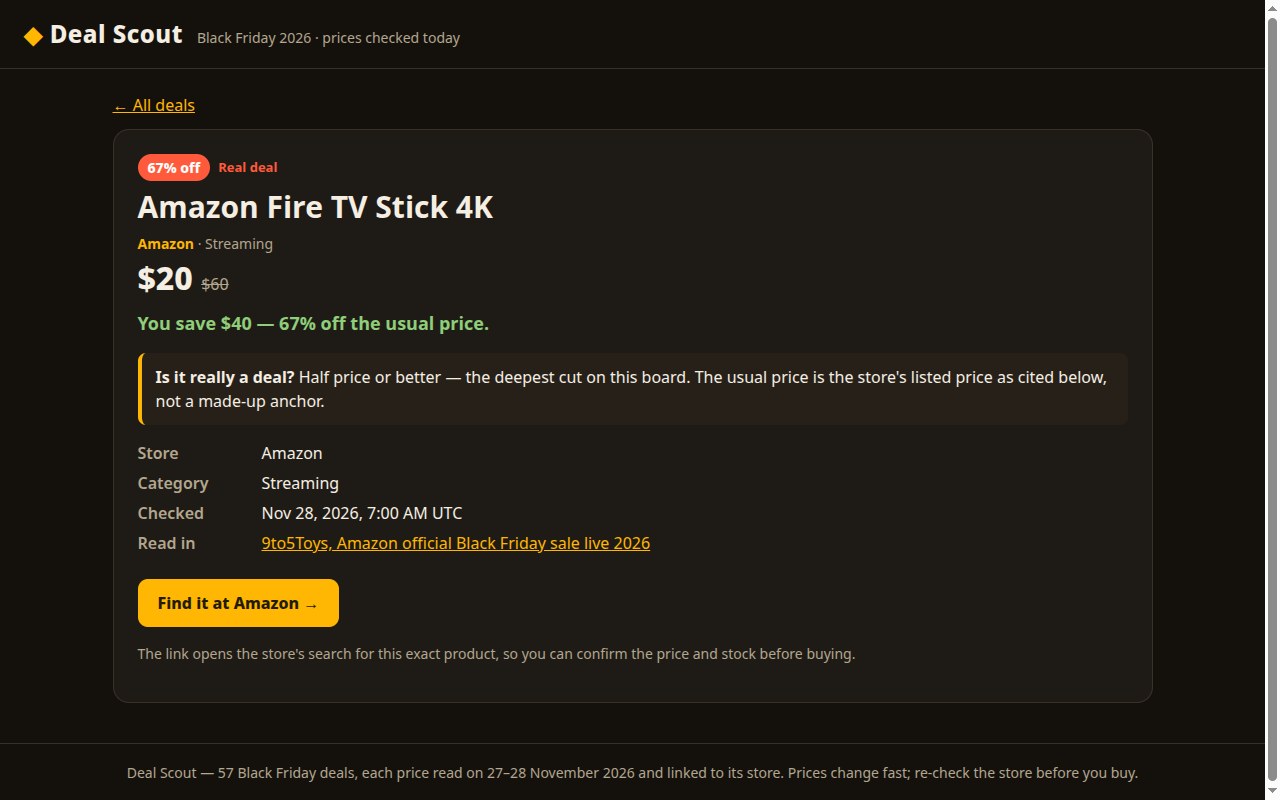 ◆ Deal Scout Black Friday 2026 · prices checked today
← All deals
67% off Real deal
Amazon Fire TV Stick 4K
Amazon · Streaming
$20 $60
You save $40 — 67% off the usual price.
Is it really a deal? Half price or better — the deepest cut on this board. The usual price is the store's listed price as cited below,
not a made-up anchor.
Store Amazon
Category Streaming
Checked Nov 28, 2026, 7:00 AM UTC
Read in 9to5Toys, Amazon official Black Friday sale live 2026
Find it at Amazon →
The link opens the store's search for this exact product, so you can confirm the price and stock before buying.
Deal Scout — 57 Black Friday deals, each price read on 27–28 November 2026 and linked to its store. Prices change fast; re-check the store before you buy.